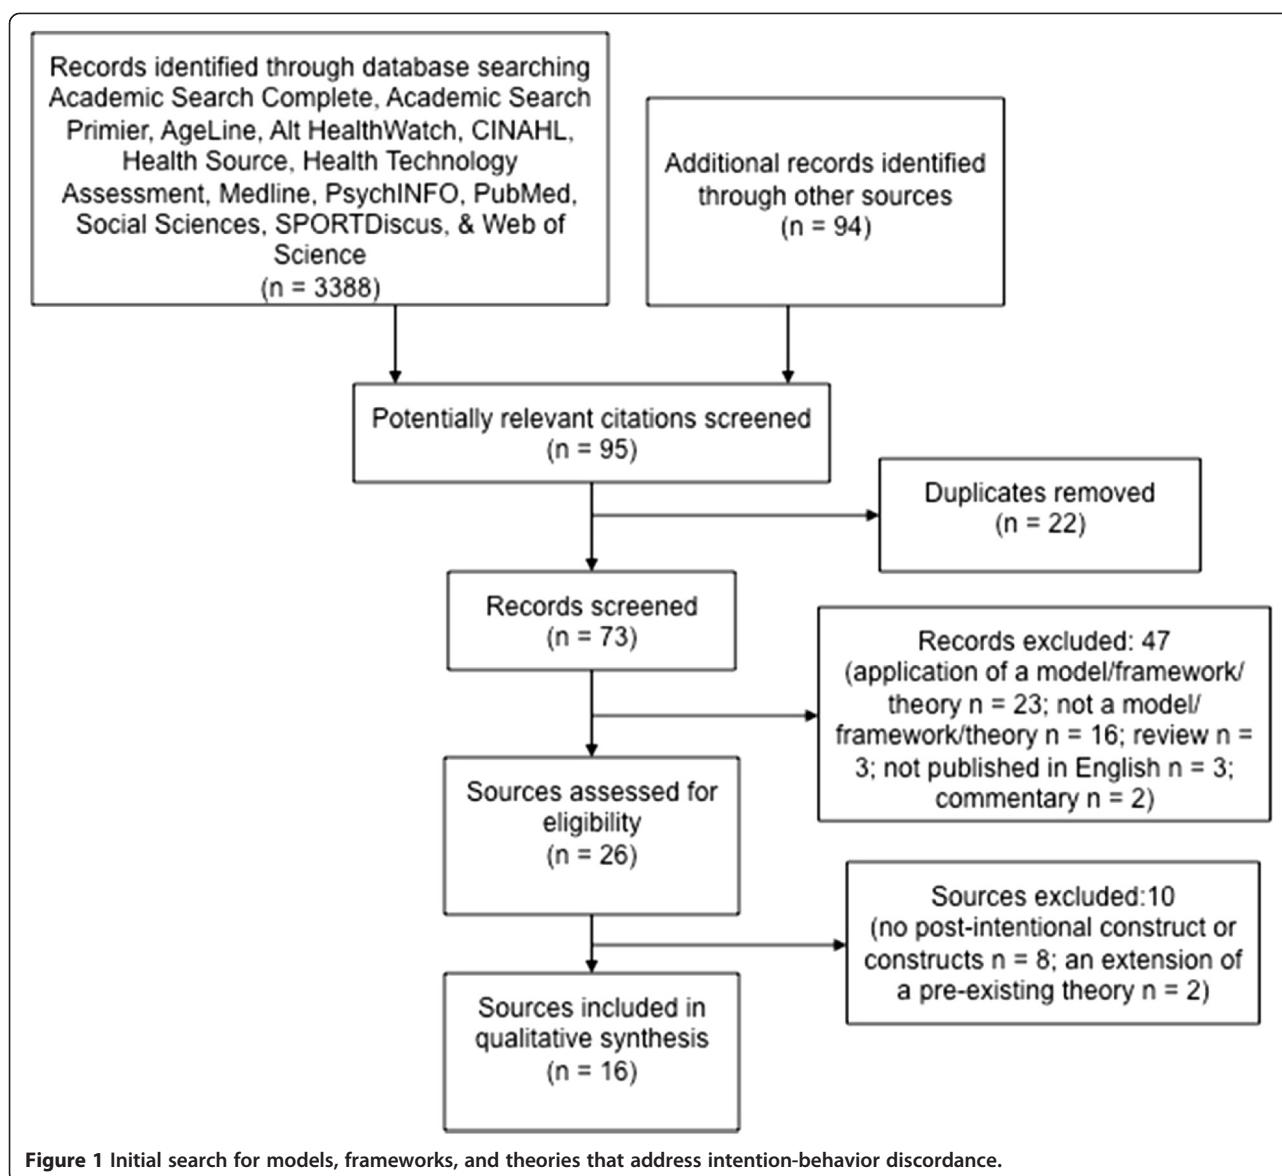 Records identified through database searching
Academic Search Complete, Academic Search
Primier, AgeLine, Alt HealthWatch, CINAHL,
Health Source, Health Technology
Assessment, Medline, PsychINFO, PubMed,
Social Sciences, SPORTDiscus, & Web of
Science
(n = 3388)
Additional records identified
through other sources
(n = 94)
Potentially relevant citations screened
(n = 95)
Duplicates removed
(n = 22)
Records screened
(n = 73)
Records excluded: 47
(application of a model/framework/
theory n = 23; not a model/
framework/theory n = 16; review n =
3; not published in English n = 3;
commentary n = 2)
Sources assessed for
eligibility
(n = 26)
Sources excluded:10
(no post-intentional construct or
constructs n = 8; an extension of
a pre-existing theory n = 2)
Sources included in
qualitative synthesis
(n = 16)
Figure 1 Initial search for models, frameworks, and theories that address intention-behavior discordance.